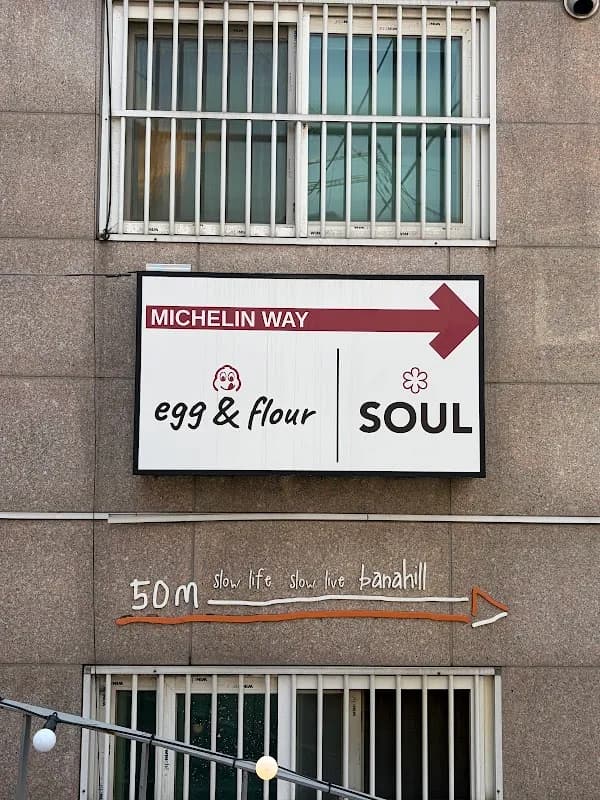 MICHELIN WAY
egg & flour
SOUL
50M slow life slow live banahill